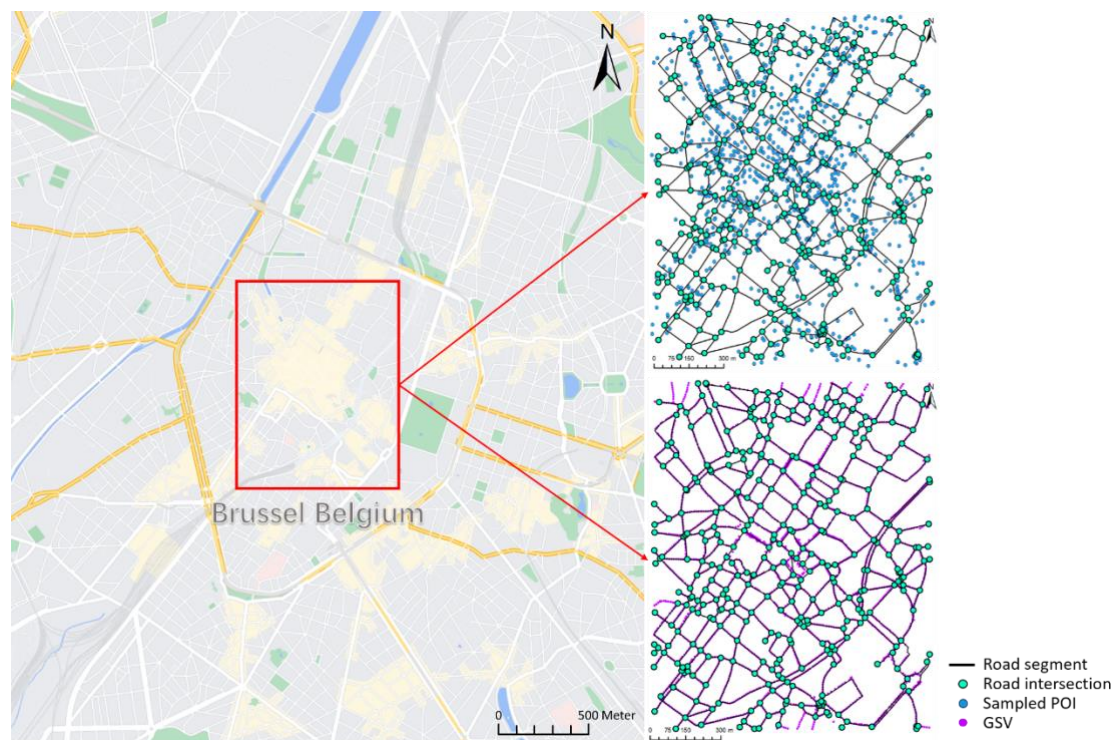 N
Brussel Belgium
0 500 Meter
N
0 75 150 300 m
N
0 75 150 300 m
Road segment
Road intersection
Sampled POI
GSV